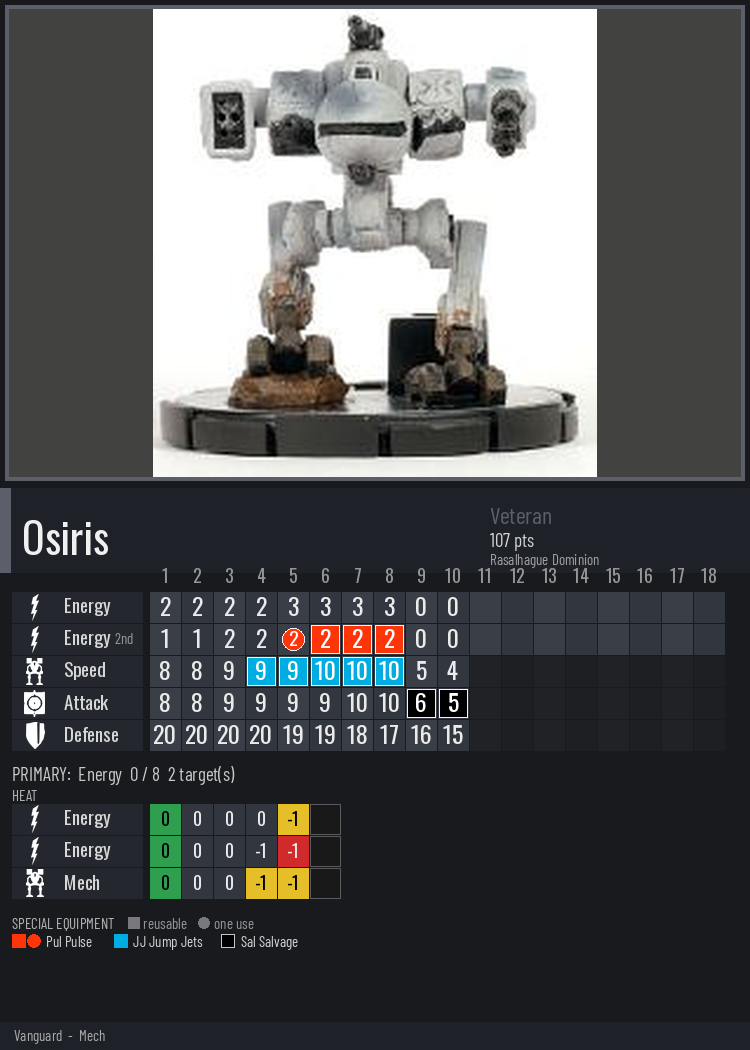 Osiris
Veteran
107 pts
Rasalhague Dominion
1 2 3 4 5 6 7 8 9 10 11 12 13 14 15 16 17 18
Energy 2 2 2 2 3 3 3 3 0 0
Energy 2nd 1 1 2 2 2 2 2 2 0 0
Speed 8 8 9 9 9 10 10 10 5 4
Attack 8 8 9 9 9 9 10 10 6 5
Defense 20 20 20 20 19 19 18 17 16 15
PRIMARY: Energy 0 / 8 2 target(s)
HEAT
Energy 0 0 0 0 -1
Energy 0 0 0 -1 -1
Mech 0 0 0 -1 -1
SPECIAL EQUIPMENT reusable one use
Pul Pulse JJ Jump Jets Sal Salvage
Vanguard - Mech